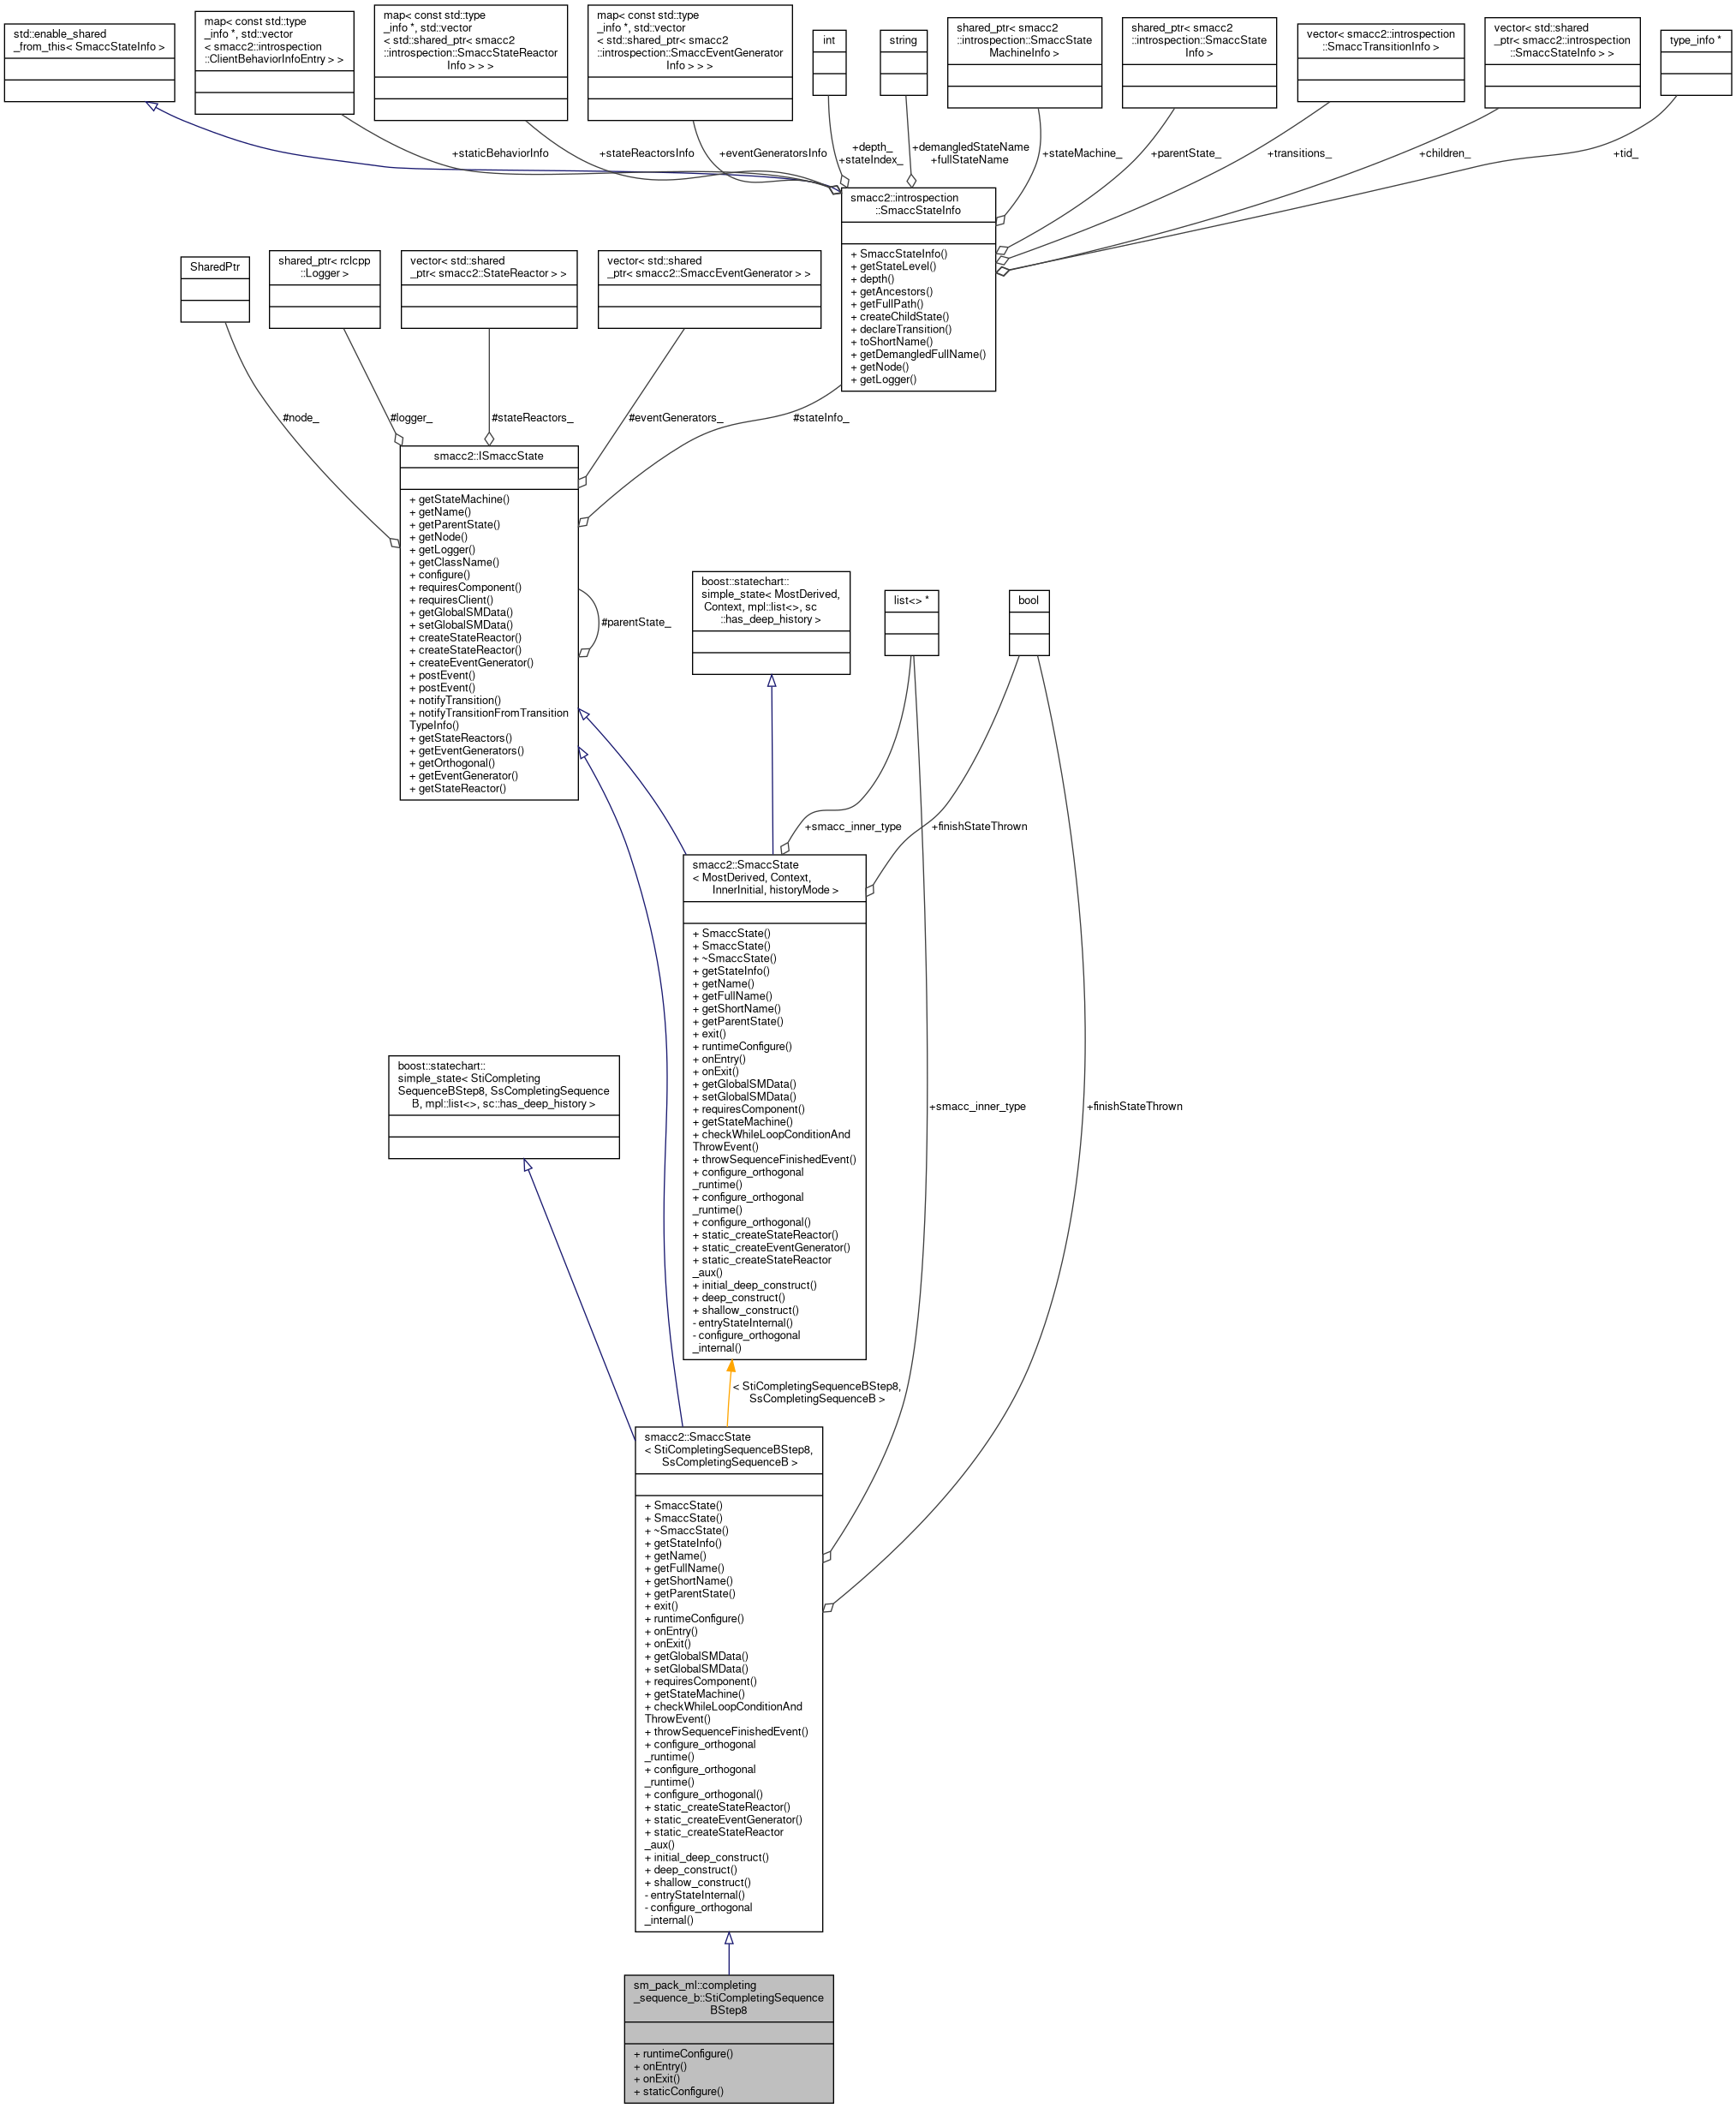 std::enable_shared
_from_this< SmaccStateInfo >
map< const std::type
_info *, std::vector
< smacc2::introspection
::ClientBehaviorInfoEntry > >
map< const std::type
_info *, std::vector
< std::shared_ptr< smacc2
::introspection::SmaccStateReactor
Info > > >
map< const std::type
_info *, std::vector
< std::shared_ptr< smacc2
::introspection::SmaccEventGenerator
Info > > >
int
string
shared_ptr< smacc2
::introspection::SmaccState
MachineInfo >
shared_ptr< smacc2
::introspection::SmaccState
Info >
vector< smacc2::introspection
::SmaccTransitionInfo >
vector< std::shared
_ptr< smacc2::introspection
::SmaccStateInfo > >
type_info *
+staticBehaviorInfo
+stateReactorsInfo
+eventGeneratorsInfo
+depth_
+stateIndex_
+demangledStateName
+fullStateName
+stateMachine_
+parentState_
+transitions_
+children_
+tid_
smacc2::introspection
::SmaccStateInfo
+ SmaccStateInfo()
+ getStateLevel()
+ depth()
+ getAncestors()
+ getFullPath()
+ createChildState()
+ declareTransition()
+ toShortName()
+ getDemangledFullName()
+ getNode()
+ getLogger()
SharedPtr
shared_ptr< rclcpp
::Logger >
vector< std::shared
_ptr< smacc2::StateReactor > >
vector< std::shared
_ptr< smacc2::SmaccEventGenerator > >
#node_
#logger_
#stateReactors_
#eventGenerators_
#stateInfo_
smacc2::ISmaccState
+ getStateMachine()
+ getName()
+ getParentState()
+ getNode()
+ getLogger()
+ getClassName()
+ configure()
+ requiresComponent()
+ requiresClient()
+ getGlobalSMData()
+ setGlobalSMData()
+ createStateReactor()
+ createStateReactor()
+ createEventGenerator()
+ postEvent()
+ postEvent()
+ notifyTransition()
+ notifyTransitionFromTransition
TypeInfo()
+ getStateReactors()
+ getEventGenerators()
+ getOrthogonal()
+ getEventGenerator()
+ getStateReactor()
#parentState_
boost::statechart::
simple_state< MostDerived,
Context, mpl::list<>, sc
::has_deep_history >
list<> *
bool
+smacc_inner_type
+finishStateThrown
smacc2::SmaccState
< MostDerived, Context,
InnerInitial, historyMode >
+ SmaccState()
+ SmaccState()
+ ~SmaccState()
+ getStateInfo()
+ getName()
+ getFullName()
+ getShortName()
+ getParentState()
+ exit()
+ runtimeConfigure()
+ onEntry()
+ onExit()
+ getGlobalSMData()
+ setGlobalSMData()
+ requiresComponent()
+ getStateMachine()
+ checkWhileLoopConditionAnd
ThrowEvent()
+ throwSequenceFinishedEvent()
+ configure_orthogonal
_runtime()
+ configure_orthogonal
_runtime()
+ configure_orthogonal()
+ static_createStateReactor()
+ static_createEventGenerator()
+ static_createStateReactor
_aux()
+ initial_deep_construct()
+ deep_construct()
+ shallow_construct()
- entryStateInternal()
- configure_orthogonal
_internal()
boost::statechart::
simple_state< StiCompleting
SequenceBStep8, SsCompletingSequence
B, mpl::list<>, sc::has_deep_history >
+smacc_inner_type
+finishStateThrown
< StiCompletingSequenceBStep8,
SsCompletingSequenceB >
smacc2::SmaccState
< StiCompletingSequenceBStep8,
SsCompletingSequenceB >
+ SmaccState()
+ SmaccState()
+ ~SmaccState()
+ getStateInfo()
+ getName()
+ getFullName()
+ getShortName()
+ getParentState()
+ exit()
+ runtimeConfigure()
+ onEntry()
+ onExit()
+ getGlobalSMData()
+ setGlobalSMData()
+ requiresComponent()
+ getStateMachine()
+ checkWhileLoopConditionAnd
ThrowEvent()
+ throwSequenceFinishedEvent()
+ configure_orthogonal
_runtime()
+ configure_orthogonal
_runtime()
+ configure_orthogonal()
+ static_createStateReactor()
+ static_createEventGenerator()
+ static_createStateReactor
_aux()
+ initial_deep_construct()
+ deep_construct()
+ shallow_construct()
- entryStateInternal()
- configure_orthogonal
_internal()
sm_pack_ml::completing
_sequence_b::StiCompletingSequence
BStep8
+ runtimeConfigure()
+ onEntry()
+ onExit()
+ staticConfigure()